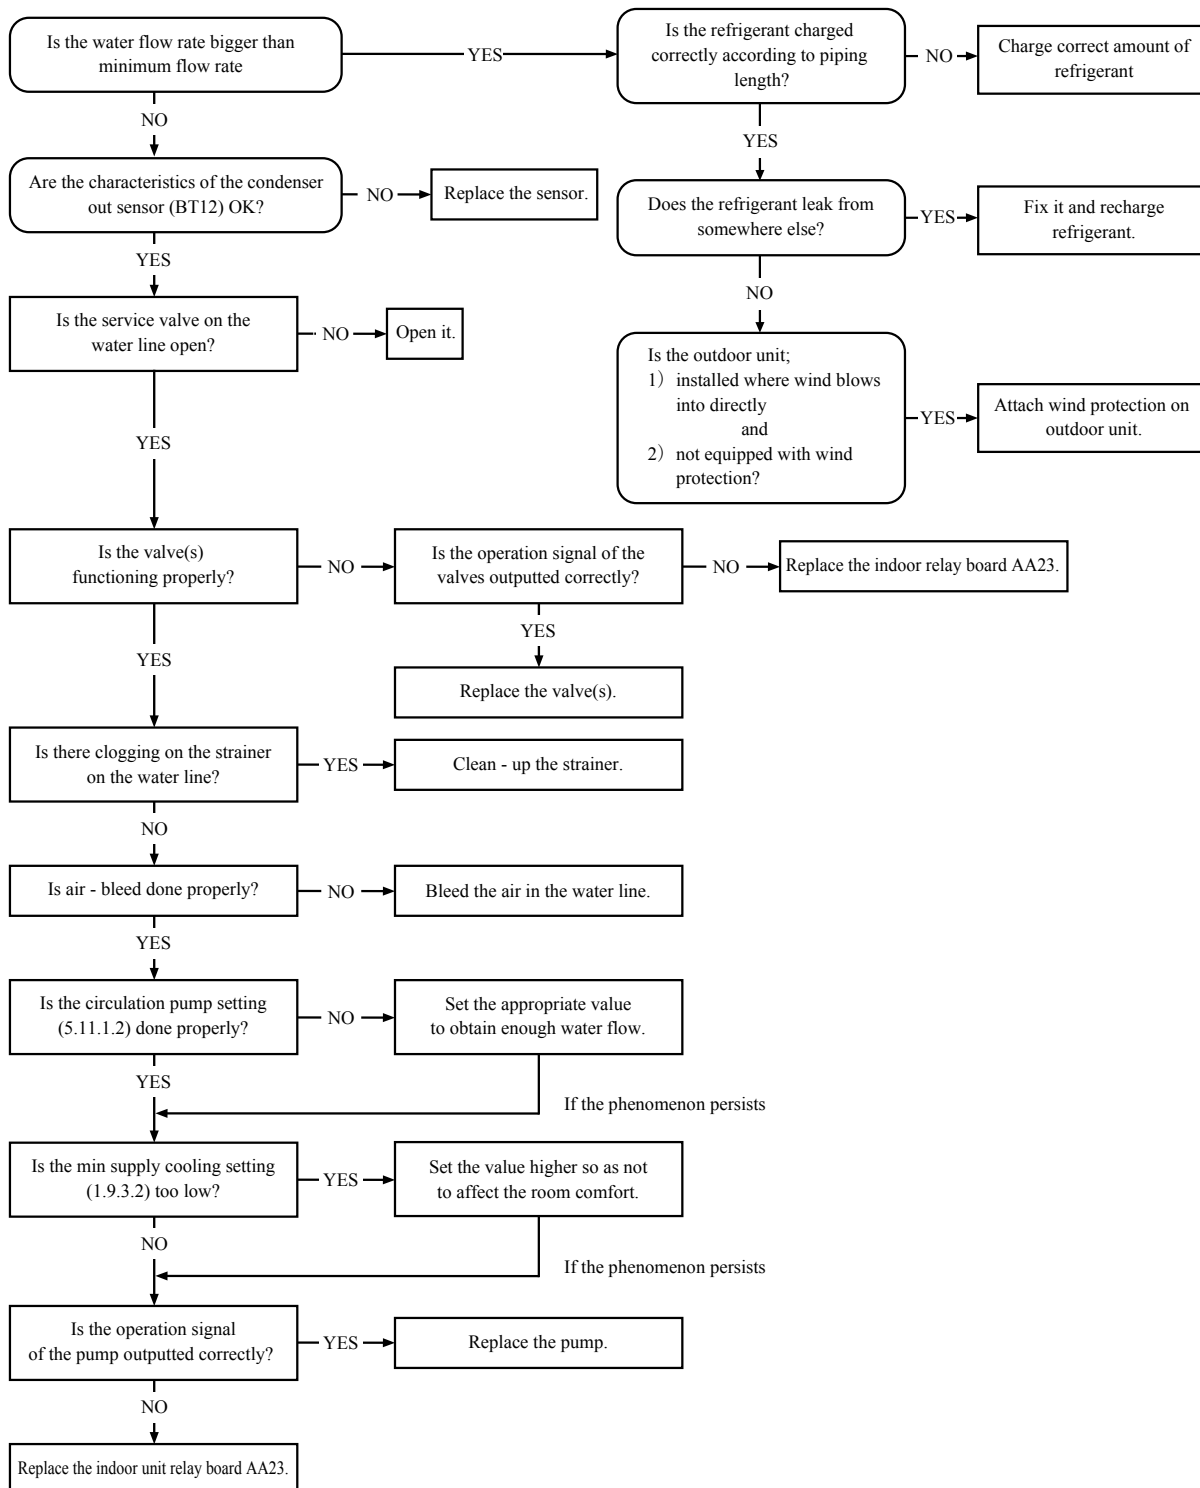 Is the water flow rate bigger than
minimum flow rate
YES
Is the refrigerant charged
correctly according to piping
length?
NO
Charge correct amount of
refrigerant
NO
YES
Are the characteristics of the condenser
out sensor (BT12) OK?
NO
Replace the sensor.
Does the refrigerant leak from
somewhere else?
YES
Fix it and recharge
refrigerant.
YES
NO
Is the service valve on the
water line open?
NO
Open it.
Is the outdoor unit;
1) installed where wind blows
into directly
and
2) not equipped with wind
protection?
YES
Attach wind protection on
outdoor unit.
YES
Is the valve(s)
functioning properly?
NO
Is the operation signal of the
valves outputted correctly?
NO
Replace the indoor relay board AA23.
YES
YES
Replace the valve(s).
Is there clogging on the strainer
on the water line?
YES
Clean - up the strainer.
NO
Is air - bleed done properly?
NO
Bleed the air in the water line.
YES
Is the circulation pump setting
(5.11.1.2) done properly?
NO
Set the appropriate value
to obtain enough water flow.
YES
If the phenomenon persists
Is the min supply cooling setting
(1.9.3.2) too low?
YES
Set the value higher so as not
to affect the room comfort.
NO
If the phenomenon persists
Is the operation signal
of the pump outputted correctly?
YES
Replace the pump.
NO
Replace the indoor unit relay board AA23.